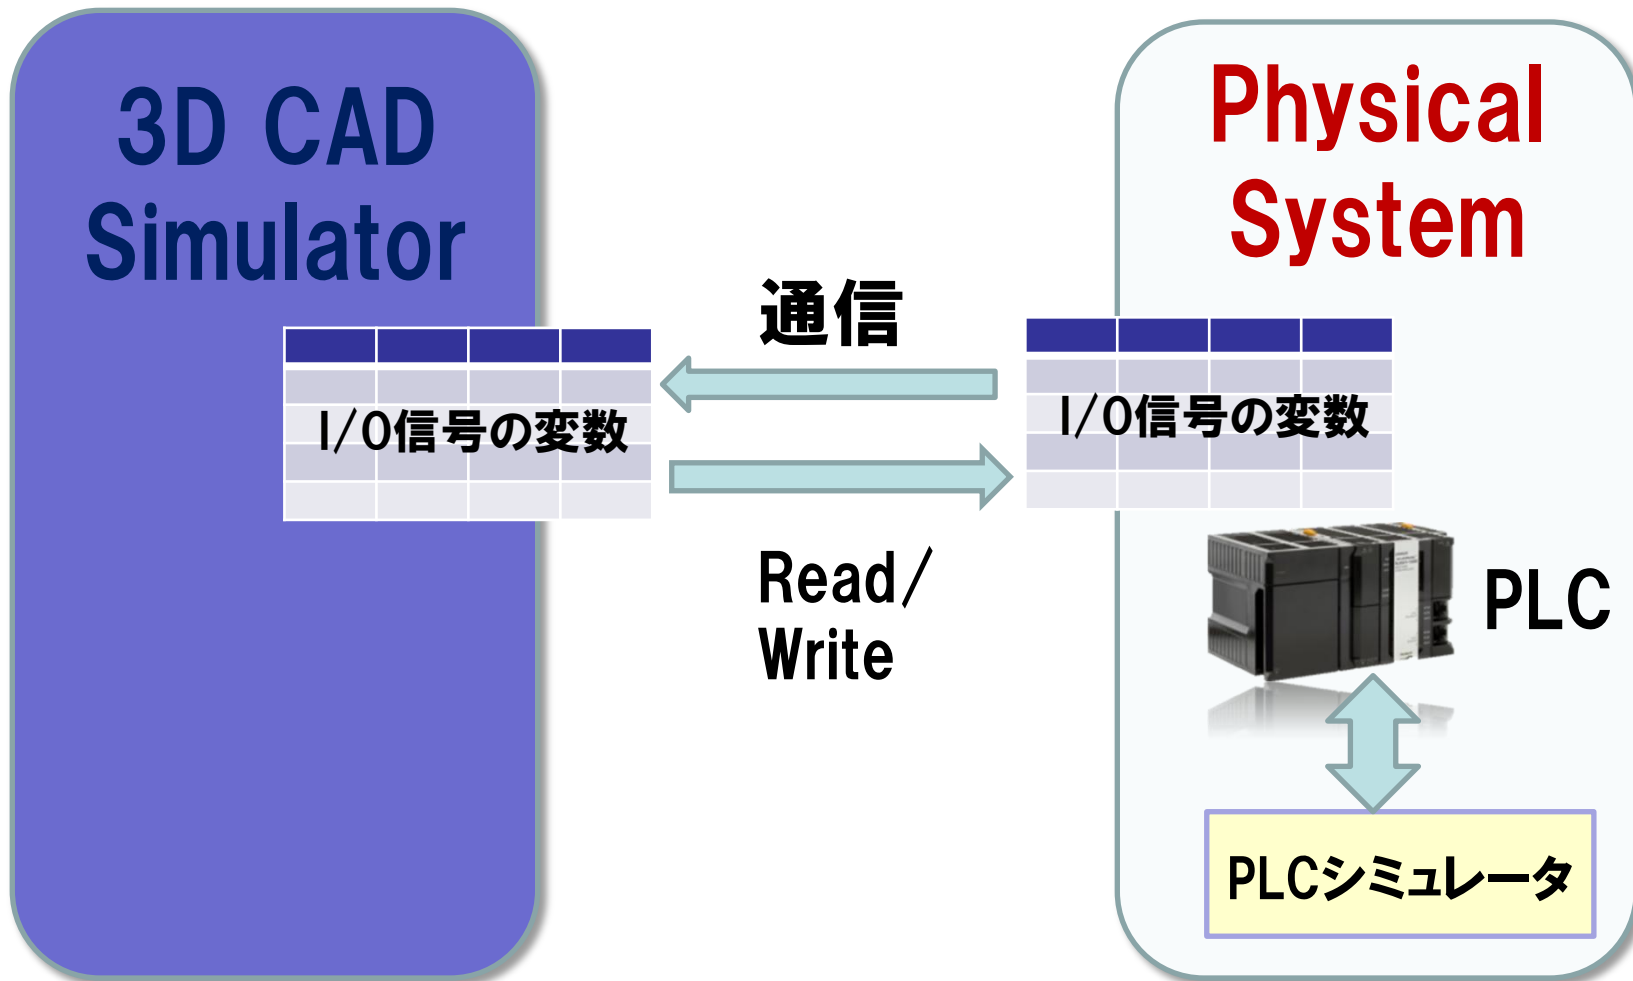 3D CAD
Simulator
Physical
System
通信
I/O信号の変数
I/O信号の変数
Read/
Write
PLC
PLCシミュレータ